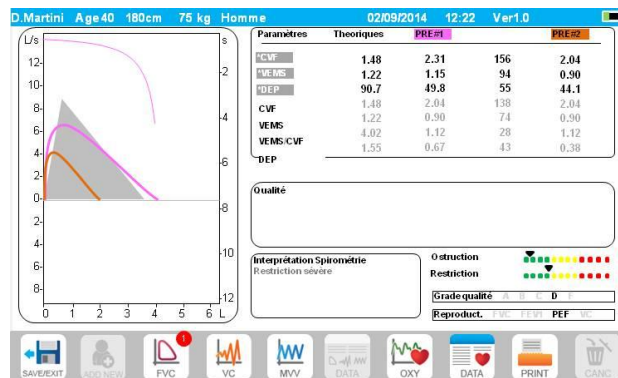 D.Martini Age 40 180cm 75 kg Homme 02/09/2014 12:22 Ver1.0
L/s
s
12-
10-
8-
6-
4-
2-
0-
2-
4-
6-
8-
-2
-4
-6
-8
-10
-12
0 1 2 3 4 5 6 L
Paramètres Theoriques PRE#1 PRE#2
*CVF 1.48 2.31 156 2.04
*VEMS 1.22 1.15 94 0.90
*DEP 90.7 49.8 55 44.1
CVF 1.48 2.04 138 2.04
VEMS 1.22 0.90 74 0.90
VEMS/CVF 4.02 1.12 28 1.12
DEP 1.55 0.67 43 0.38
Qualité
Interprétation Spirométrie
Restriction sévère
Ostruction
Restriction
Grade qualité A B C D F
Reproduct. FVC FEV1 PEF VC
SAVE/EXIT
ADD NEW
1
FVC
VC
MVV
DATA
OXY
DATA
PRINT
CANC